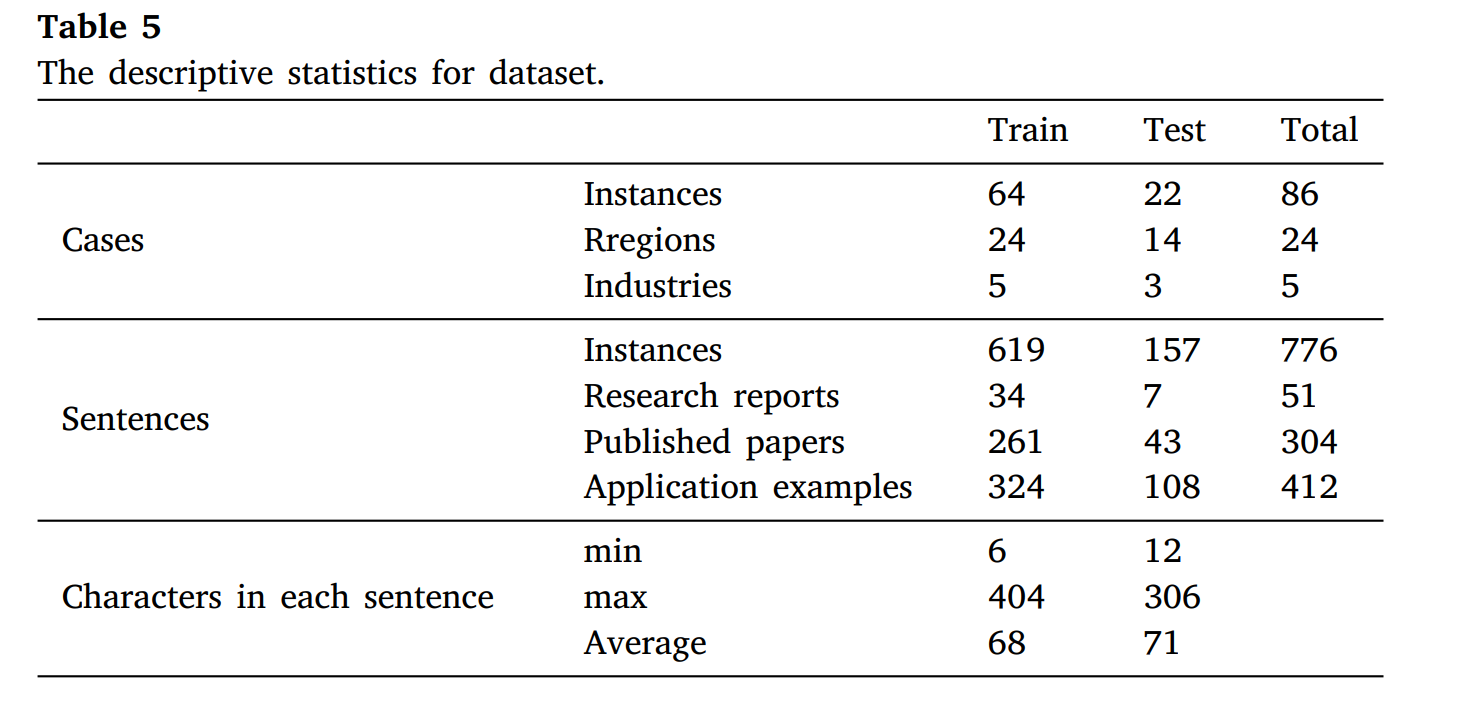 Table 5
The descriptive statistics for dataset.
Train Test Total
Cases
Instances 64 22 86
Rregions 24 14 24
Industries 5 3 5
Sentences
Instances 619 157 776
Research reports 34 7 51
Published papers 261 43 304
Application examples 324 108 412
Characters in each sentence
min 6 12
max 404 306
Average 68 71